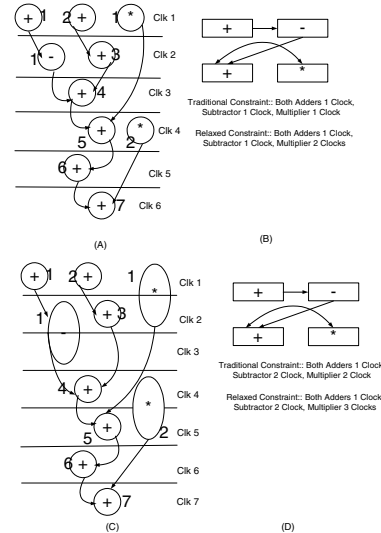 + 1 2 + 1 * Clk 1
1 - + 3 Clk 2
+ 4 Clk 3
+ * Clk 4
5 2
6 + Clk 5
+ 7 Clk 6
(A)
+ -
+ *
Traditional Constraint:: Both Adders 1 Clock,
Subtractor 1 Clock, Multiplier 1 Clock
Relaxed Constraint:: Both Adders 1 Clock,
Subtractor 1 Clock, Multiplier 2 Clocks
(B)
+ 1 2 + 1 * Clk 1
1 - + 3 Clk 2
Clk 3
4 + Clk 4
+ * Clk 5
5 2
6 + Clk 6
+ 7 Clk 7
(C)
+ -
+ *
Traditional Constraint:: Both Adders 1 Clock
Subtractor 2 Clock, Multiplier 2 Clock
Relaxed Constraint:: Both Adders 1 Clock
Subtractor 2 Clock, Multiplier 3 Clocks
(D)